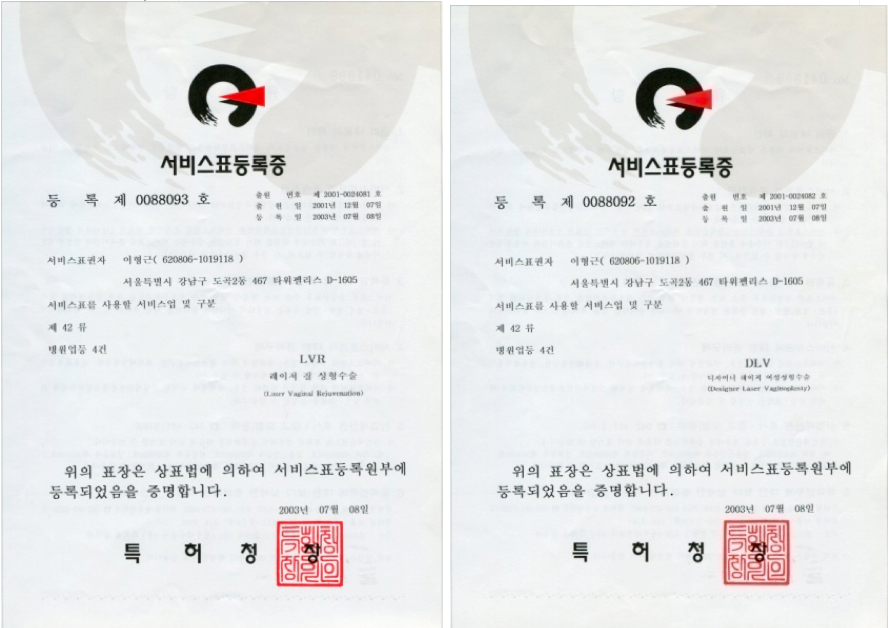 서비스표등록증
등 록 제 0088093 호
출원 번호 제 2001-0024081 호
출 원 일 2001년 12월 07일
등 록 일 2003년 07월 08일
서비스표권자 이형근( 620806-1019118 )
서울특별시 강남구 도곡2동 467 타워펠리스 D-1605
서비스표를 사용할 서비스업 및 구분
제 42 류
병원업등 4건
LVR
레이저 질 성형수술
(Laser Vaginal Rejuvenation)
위의 표장은 상표법에 의하여 서비스표등록원부에
등록되었음을 증명합니다.
2003년 07월 08일
특 허 청 장
서비스표등록증
등 록 제 0088092 호
출원 번호 제 2001-0024082 호
출 원 일 2001년 12월 07일
등 록 일 2003년 07월 08일
서비스표권자 이형근( 620806-1019118 )
서울특별시 강남구 도곡2동 467 타워펠리스 D-1605
서비스표를 사용할 서비스업 및 구분
제 42 류
병원업등 4건
DLV
디자이너 레이저 여성성형수술
(Designer Laser Vaginoplasty)
위의 표장은 상표법에 의하여 서비스표등록원부에
등록되었음을 증명합니다.
2003년 07월 08일
특 허 청 장